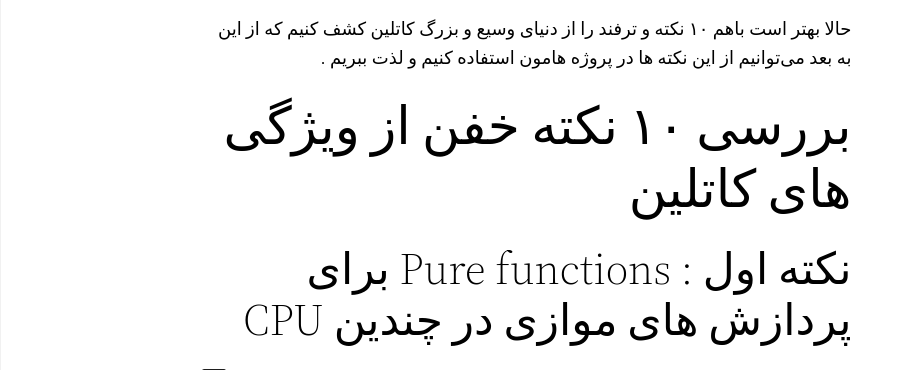 حالا بهتر است باهم ۱۰ نکته و ترفند را از دنیای وسیع و بزرگ کاتلین کشف کنیم که از این
به بعد می‌توانیم از این نکته ها در پروژه هامون استفاده کنیم و لذت ببریم .
بررسی ۱۰ نکته خفن از ویژگی
های کاتلین
نکته اول : Pure functions برای
پردازش های موازی در چندین CPU